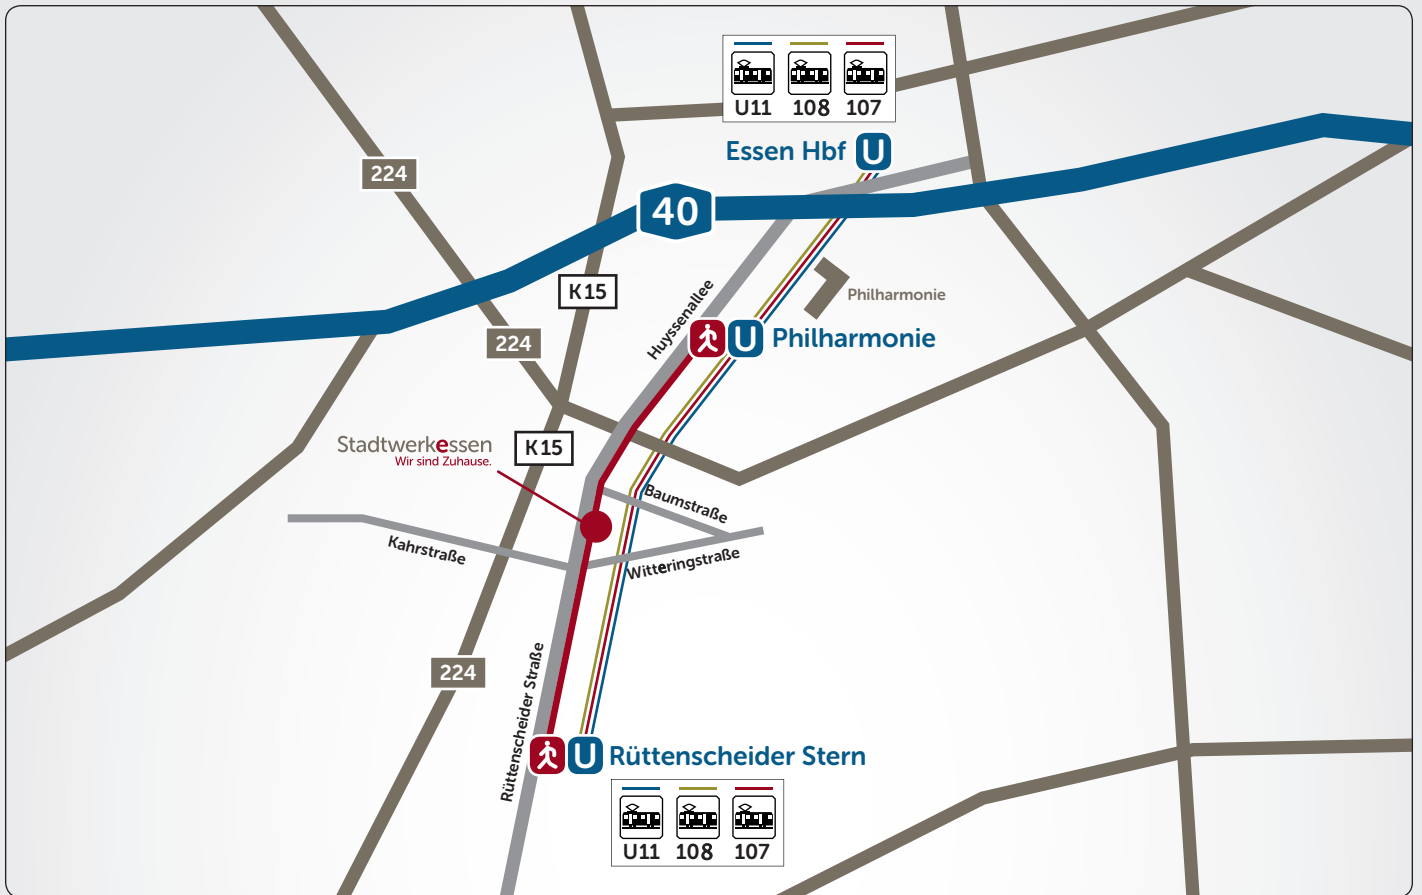 U11 108 107
Essen Hbf U
224
40
K15
Huyssenallee
Philharmonie
224
U Philharmonie
Stadtwerkessen
Wir sind Zuhause.
K15
Baumstraße
Kahrstraße
Witteringstraße
224
Rüttenscheider Straße
U Rüttenscheider Stern
U11 108 107